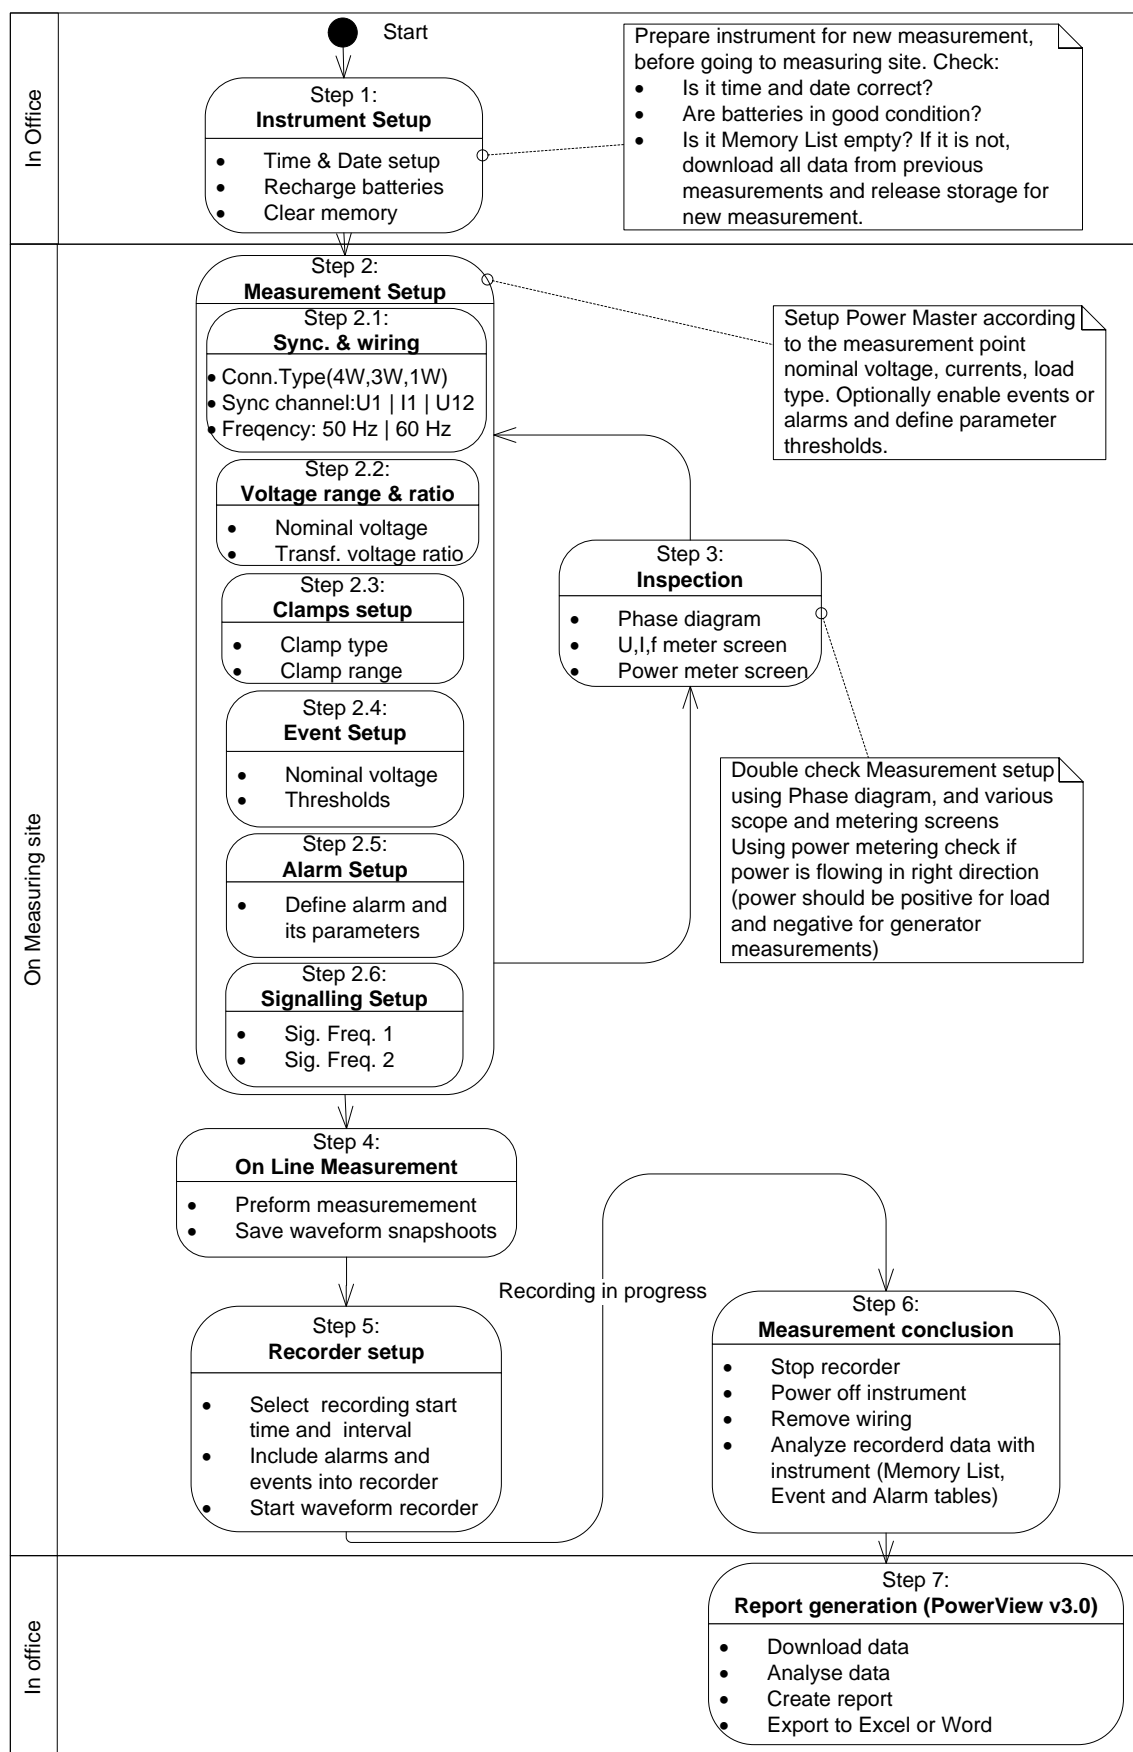 In Office
Start
Step 1:
Instrument Setup
• Time & Date setup
• Recharge batteries
• Clear memory
Prepare instrument for new measurement,
before going to measuring site. Check:
• Is it time and date correct?
• Are batteries in good condition?
• Is it Memory List empty? If it is not,
download all data from previous
measurements and release storage for
new measurement.
On Measuring site
Step 2:
Measurement Setup
Step 2.1:
Sync. & wiring
• Conn.Type(4W,3W,1W)
• Sync channel:U1 | I1 | U12
• Freqency: 50 Hz | 60 Hz
Step 2.2:
Voltage range & ratio
• Nominal voltage
• Transf. voltage ratio
Step 2.3:
Clamps setup
• Clamp type
• Clamp range
Step 2.4:
Event Setup
• Nominal voltage
• Thresholds
Step 2.5:
Alarm Setup
• Define alarm and
its parameters
Step 2.6:
Signalling Setup
• Sig. Freq. 1
• Sig. Freq. 2
Setup Power Master according
to the measurement point
nominal voltage, currents, load
type. Optionally enable events or
alarms and define parameter
thresholds.
Step 3:
Inspection
• Phase diagram
• U,I,f meter screen
• Power meter screen
Double check Measurement setup
using Phase diagram, and various
scope and metering screens
Using power metering check if
power is flowing in right direction
(power should be positive for load
and negative for generator
measurements)
Step 4:
On Line Measurement
• Preform measuremement
• Save waveform snapshoots
Step 5:
Recorder setup
• Select recording start
time and interval
• Include alarms and
events into recorder
• Start waveform recorder
Recording in progress
Step 6:
Measurement conclusion
• Stop recorder
• Power off instrument
• Remove wiring
• Analyze recorderd data with
instrument (Memory List,
Event and Alarm tables)
In office
Step 7:
Report generation (PowerView v3.0)
• Download data
• Analyse data
• Create report
• Export to Excel or Word